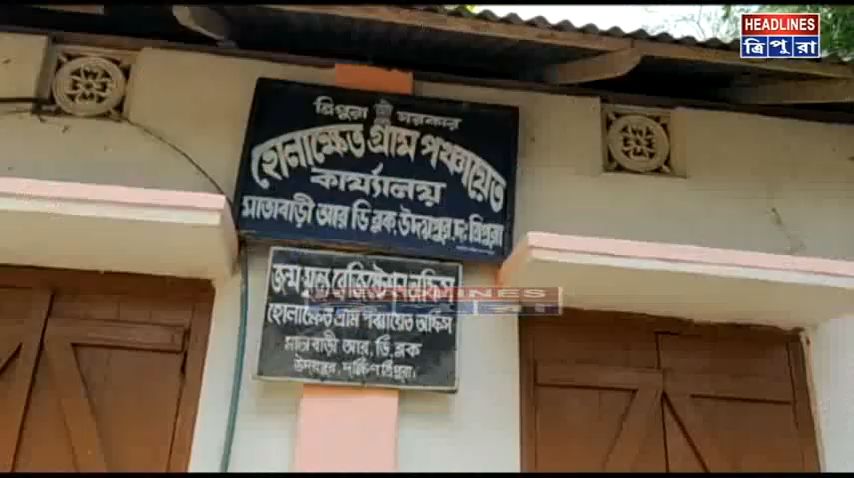 HEADLINES
ত্রিপুরা
ত্রিপুরা সরকার
হোলাক্ষেত গ্রাম পঞ্চায়েত
কার্য্যালয়
মাতাবাড়ী আর ডি ব্লক, উদয়পুর, দঃ ত্রিপুরা
জন্ম মৃত্যু রেজিষ্ট্রেশন অফিস
হোলাক্ষেত গ্রাম পঞ্চায়েত অফিস
মাতাবাড়ী আর, ডি, ব্লক
উদয়পুর, দক্ষিণ ত্রিপুরা।